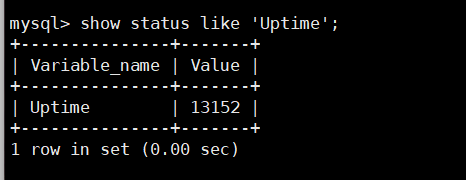 mysql> show status like 'Uptime';
+---------------+-------+
| Variable_name | Value |
+---------------+-------+
| Uptime        | 13152 |
+---------------+-------+
1 row in set (0.00 sec)